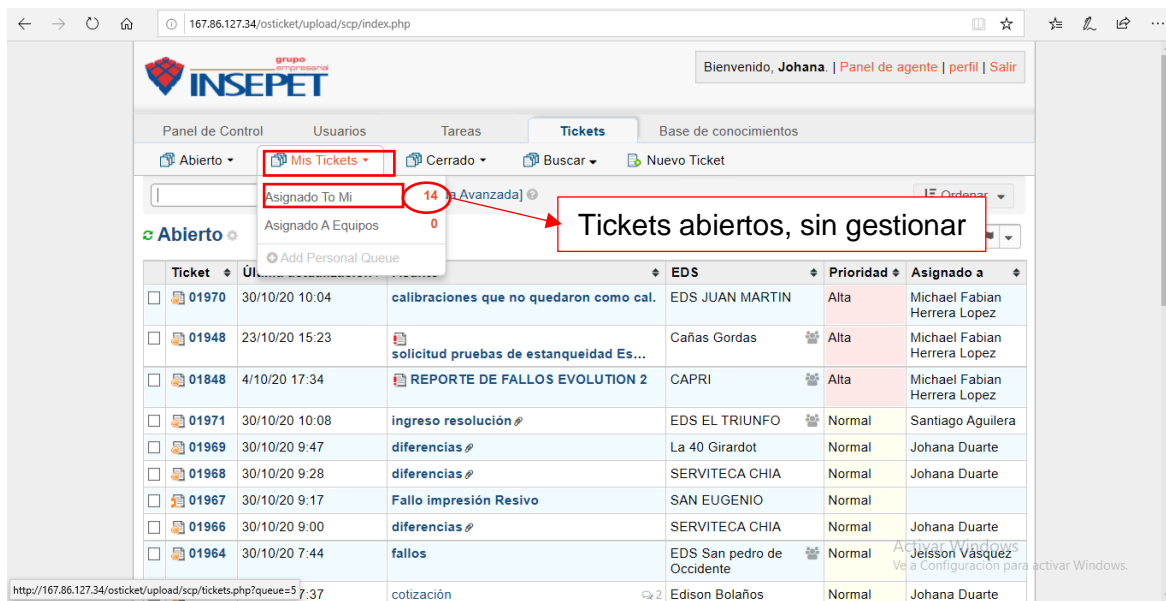 167.86.127.34/osticket/upload/scp/index.php
grupo
empresarial
INSEPET
Bienvenido, Johana. | Panel de agente | perfil | Salir
Panel de Control Usuarios Tareas Tickets Base de conocimientos
Abierto Mis Tickets Cerrado Buscar Nuevo Ticket
Asignado To Mi 14 Avanzada] Ordenar
Tickets abiertos, sin gestionar
Asignado A Equipos 0
Abierto
Add Personal Queue
Ticket EDS Prioridad Asignado a
01970 30/10/20 10:04 calibraciones que no quedaron como cal. EDS JUAN MARTIN Alta Michael Fabian
Herrera Lopez
01948 23/10/20 15:23 Cañas Gordas Alta Michael Fabian
solicitud pruebas de estanqueidad Es... Herrera Lopez
01848 4/10/20 17:34 REPORTE DE FALLOS EVOLUTION 2 CAPRI Alta Michael Fabian
Herrera Lopez
01971 30/10/20 10:08 ingreso resolución EDS EL TRIUNFO Normal Santiago Aguilera
01969 30/10/20 9:47 diferencias La 40 Girardot Normal Johana Duarte
01968 30/10/20 9:28 diferencias SERVITECA CHIA Normal Johana Duarte
01967 30/10/20 9:17 Fallo impresión Resivo SAN EUGENIO Normal
01966 30/10/20 9:00 diferencias SERVITECA CHIA Normal Johana Duarte
01964 30/10/20 7:44 fallos EDS San pedro de Normal Jeisson Vasquez
Occidente
Activar Windows
Ve a Configuración para activar Windows.
http://167.86.127.34/osticket/upload/scp/tickets.php?queue=5 7:37 cotización 2 Edison Bolaños Normal Johana Duarte